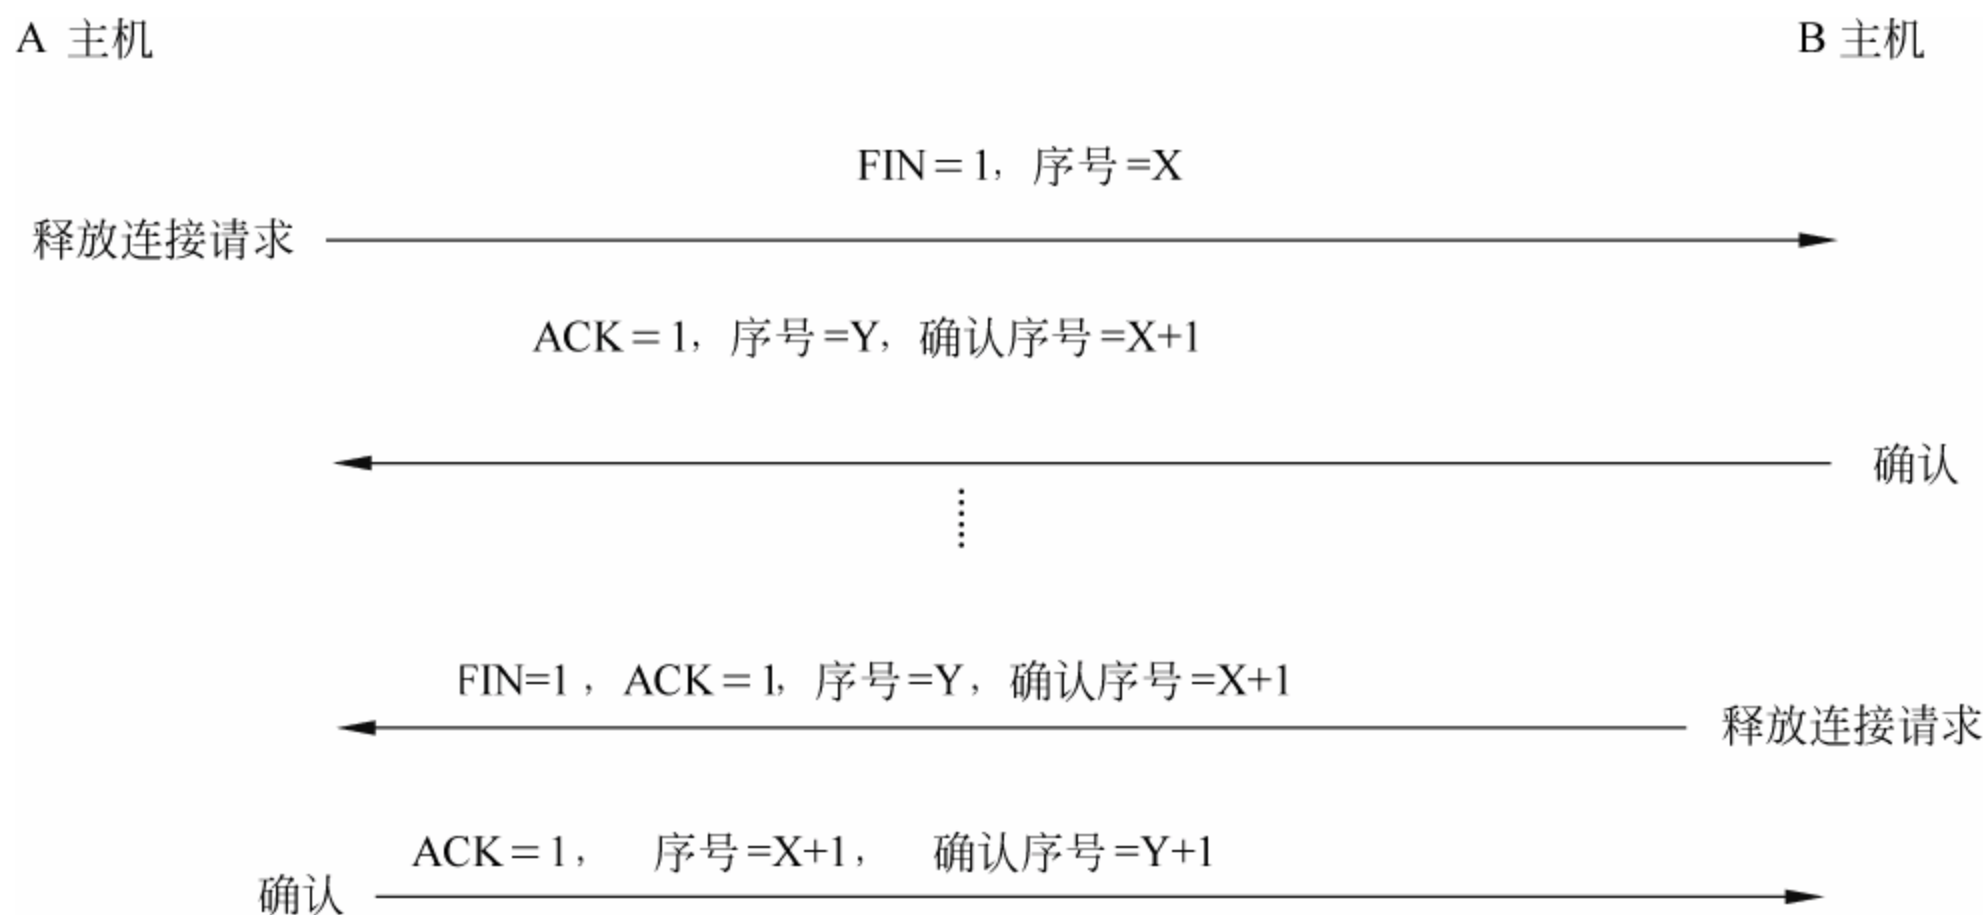 A 主机
B 主机
FIN＝1，序号=X
释放连接请求
ACK＝1，序号=Y，确认序号=X+1
确认
FIN=1，ACK＝1，序号=Y，确认序号=X+1
释放连接请求
ACK＝1， 序号=X+1， 确认序号=Y+1
确认